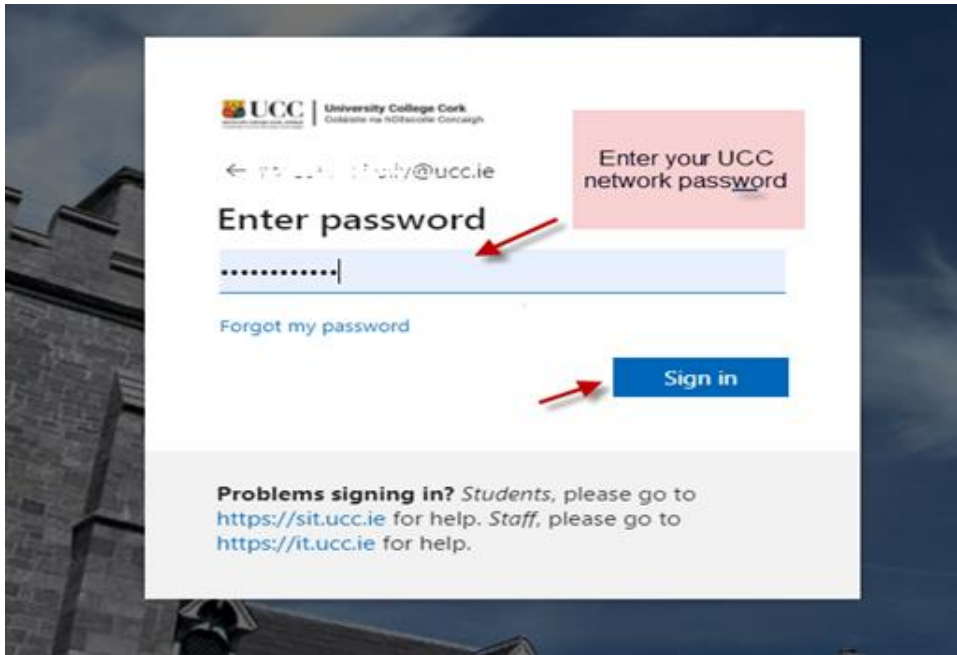 UCC University College Cork
Coláiste na hOllscoile Corcaigh
@ucc.ie
Enter your UCC
network password
Enter password
Forgot my password
Sign in
Problems signing in? Students, please go to
https://sit.ucc.ie for help. Staff, please go to
https://it.ucc.ie for help.